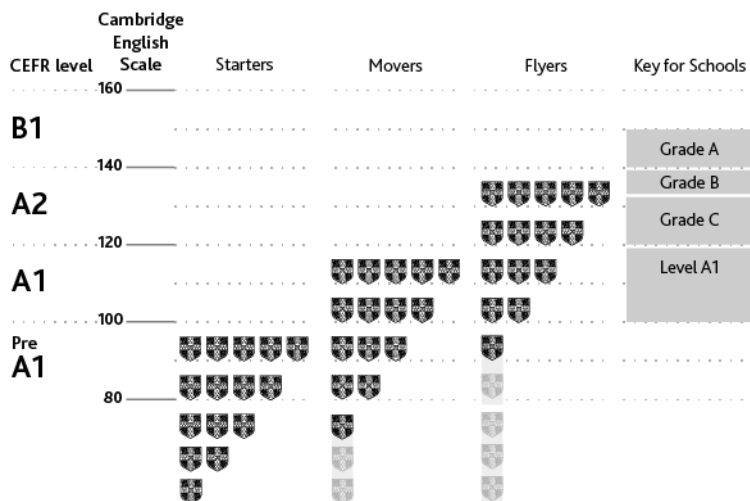 Cambridge
English
CEFR level Scale Starters Movers Flyers Key for Schools
160
B1
Grade A
140
Grade B
A2
Grade C
120
A1
Level A1
100
Pre
A1
80